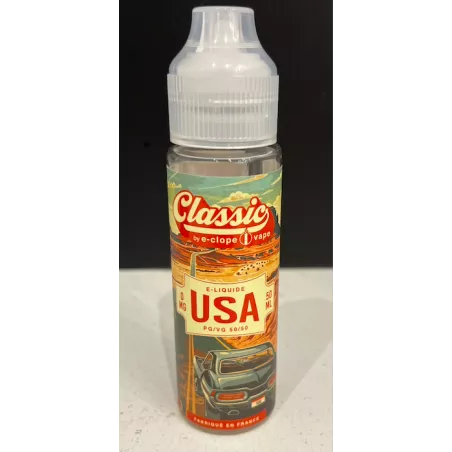 Classic
by e-clope vape
E-LIQUIDE
0 MG
USA
50 ML
PG/VG 50/50
FABRIQUÉ EN FRANCE